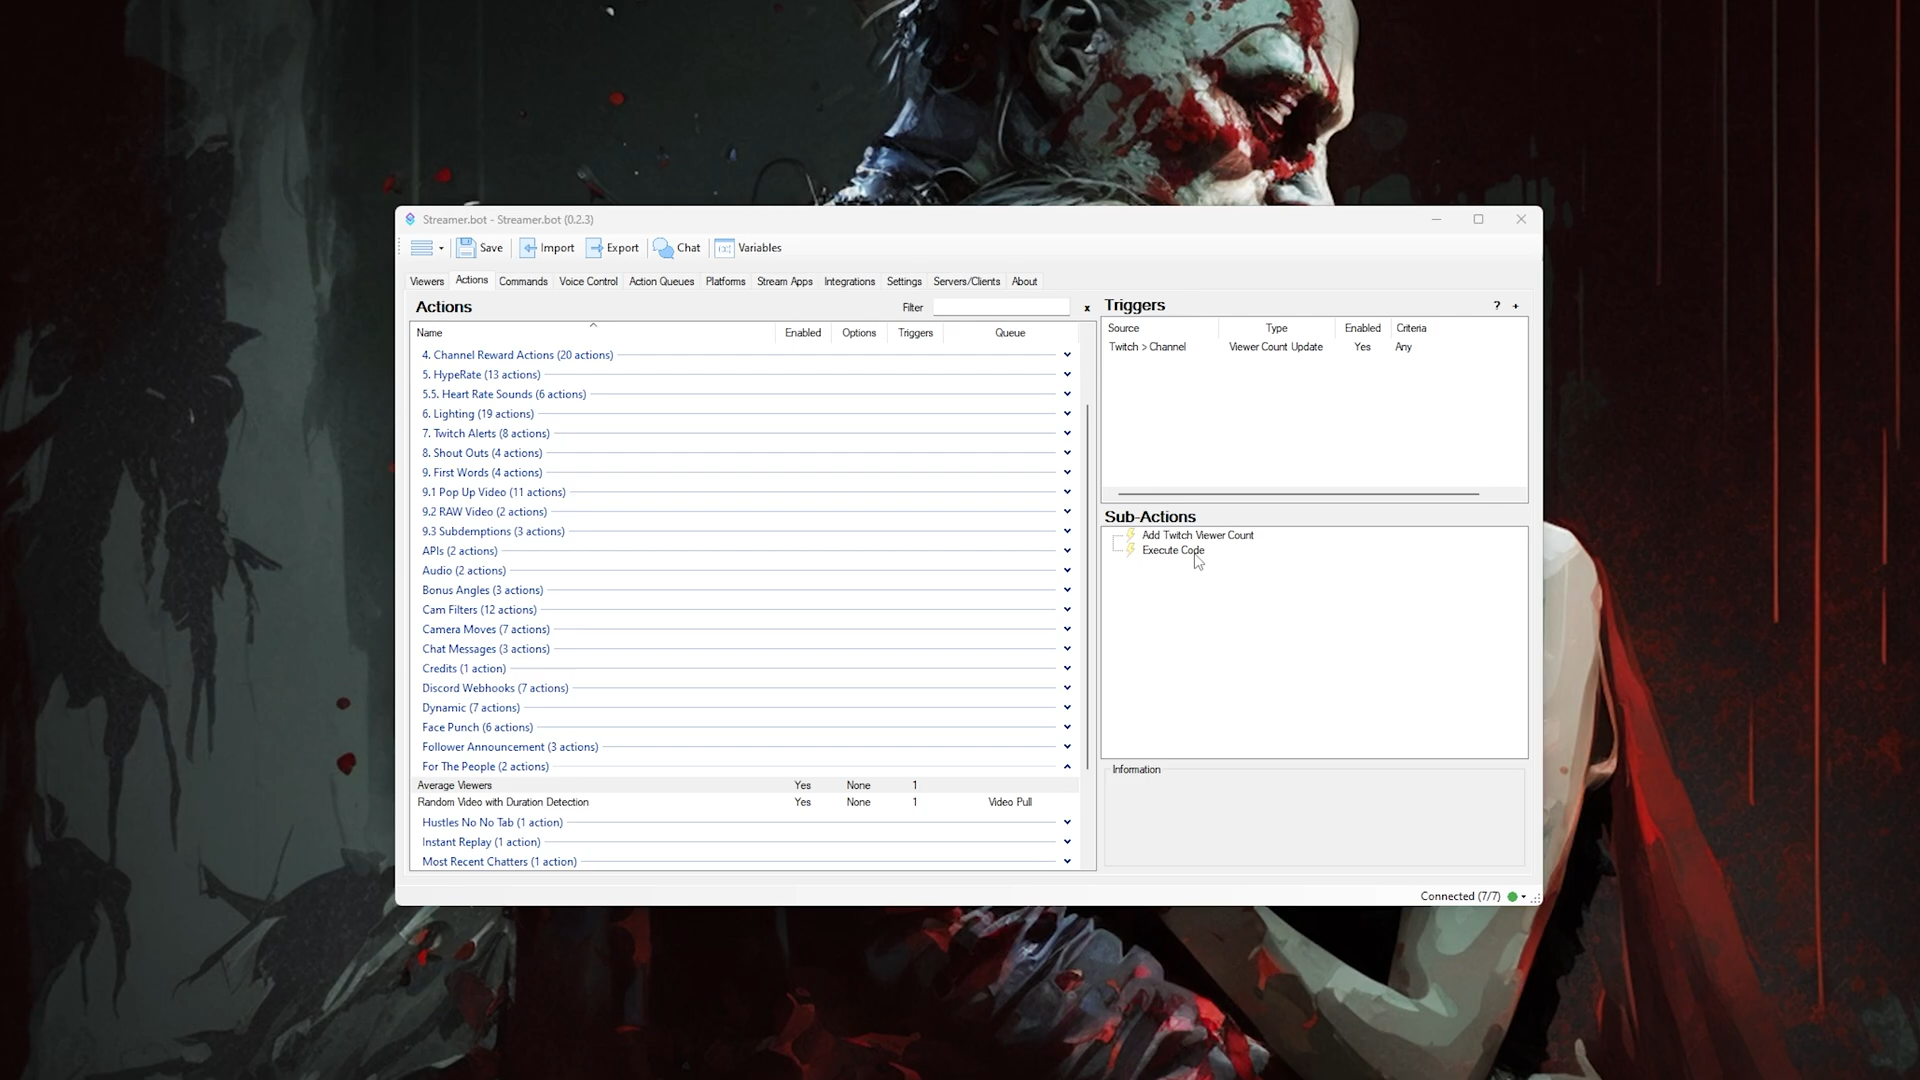 Streamer.bot - Streamer.bot (0.2.3)
Save Import Export Chat Variables
Viewers Actions Commands Voice Control Action Queues Platforms Stream Apps Integrations Settings Servers/Clients About
Actions
Filter
x
Name Enabled Options Triggers Queue
4. Channel Reward Actions (20 actions)
5. HypeRate (13 actions)
5.5. Heart Rate Sounds (6 actions)
6. Lighting (19 actions)
7. Twitch Alerts (8 actions)
8. Shout Outs (4 actions)
9. First Words (4 actions)
9.1 Pop Up Video (11 actions)
9.2 RAW Video (2 actions)
9.3 Subdemptions (3 actions)
APIs (2 actions)
Audio (2 actions)
Bonus Angles (3 actions)
Cam Filters (12 actions)
Camera Moves (7 actions)
Chat Messages (3 actions)
Credits (1 action)
Discord Webhooks (7 actions)
Dynamic (7 actions)
Face Punch (6 actions)
Follower Announcement (3 actions)
For The People (2 actions)
Average Viewers Yes None 1
Random Video with Duration Detection Yes None 1 Video Pull
Hustles No No Tab (1 action)
Instant Replay (1 action)
Most Recent Chatters (1 action)
Triggers
? +
Source Type Enabled Criteria
Twitch > Channel Viewer Count Update Yes Any
Sub-Actions
Add Twitch Viewer Count
Execute Code
Information
Connected (7/7)